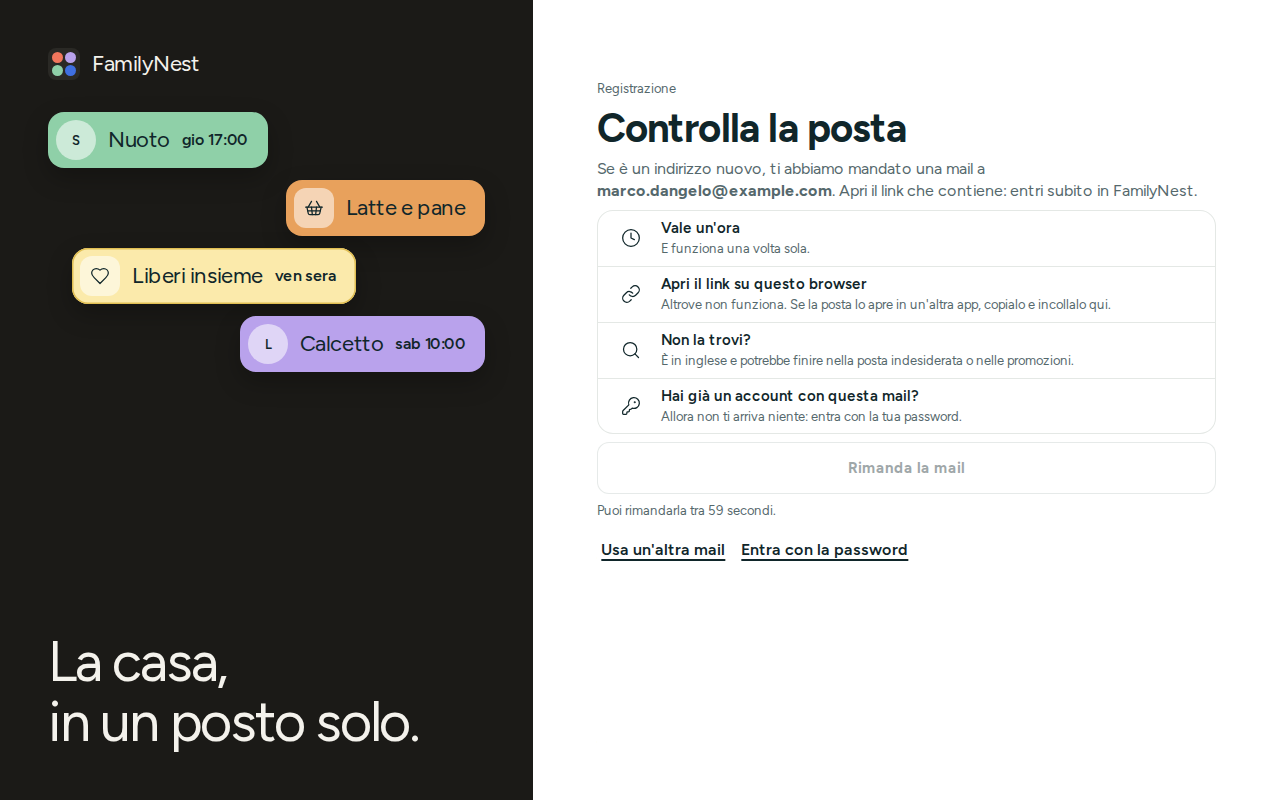 FamilyNest
S Nuoto gio 17:00
Latte e pane
Liberi insieme ven sera
L Calcetto sab 10:00
La casa,
in un posto solo.
Registrazione
Controlla la posta
Se è un indirizzo nuovo, ti abbiamo mandato una mail a
marco.dangelo@example.com. Apri il link che contiene: entri subito in FamilyNest.
Vale un'ora
E funziona una volta sola.
Apri il link su questo browser
Altrove non funziona. Se la posta lo apre in un'altra app, copialo e incollalo qui.
Non la trovi?
È in inglese e potrebbe finire nella posta indesiderata o nelle promozioni.
Hai già un account con questa mail?
Allora non ti arriva niente: entra con la tua password.
Rimanda la mail
Puoi rimandarla tra 59 secondi.
Usa un'altra mail Entra con la password